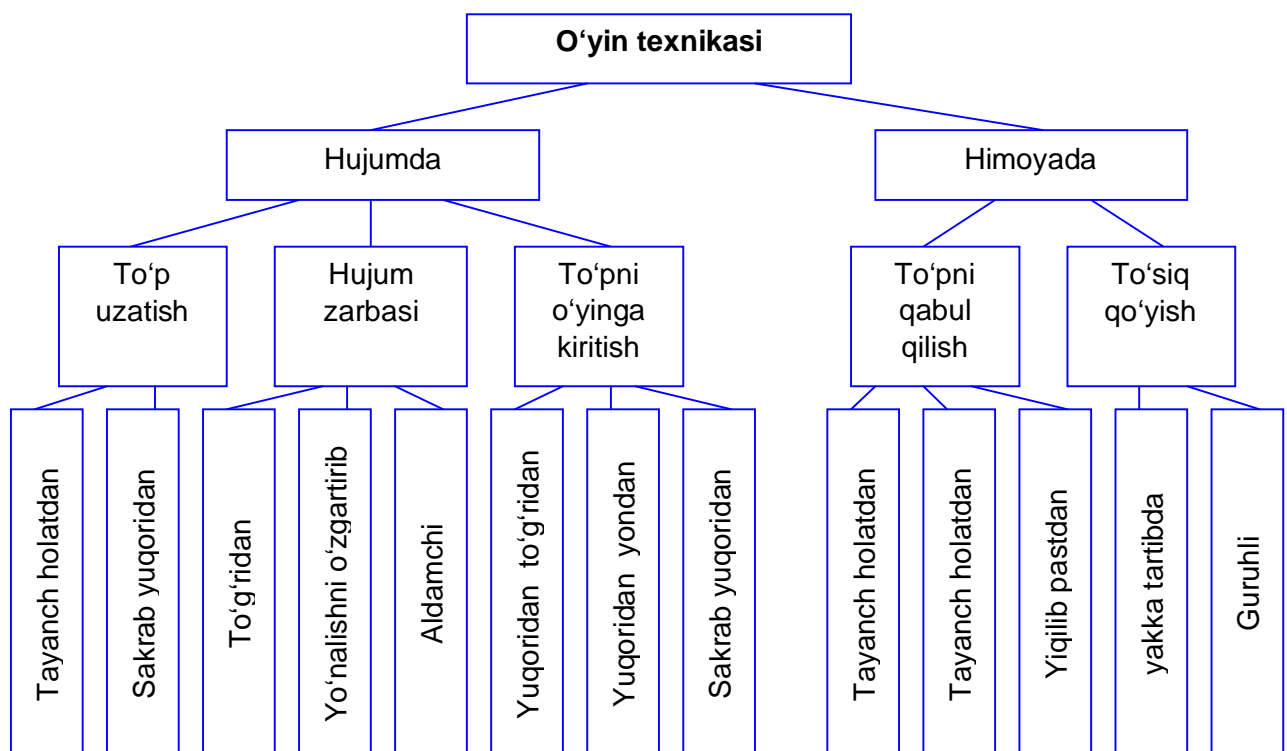 O‘yin texnikasi
Hujumda
Himoyada
To‘p
uzatish
Hujum
zarbasi
To‘pni
o‘yinga
kiritish
To‘pni
qabul
qilish
To‘siq
qo‘yish
Tayanch holatdan
Sakrab yuqoridan
To‘g‘ridan
Yo‘nalishni o‘zgartirib
Aldamchi
Yuqoridan to‘g‘ridan
Yuqoridan yondan
Sakrab yuqoridan
Tayanch holatdan
Tayanch holatdan
Yiqilib pastdan
yakka tartibda
Guruhli